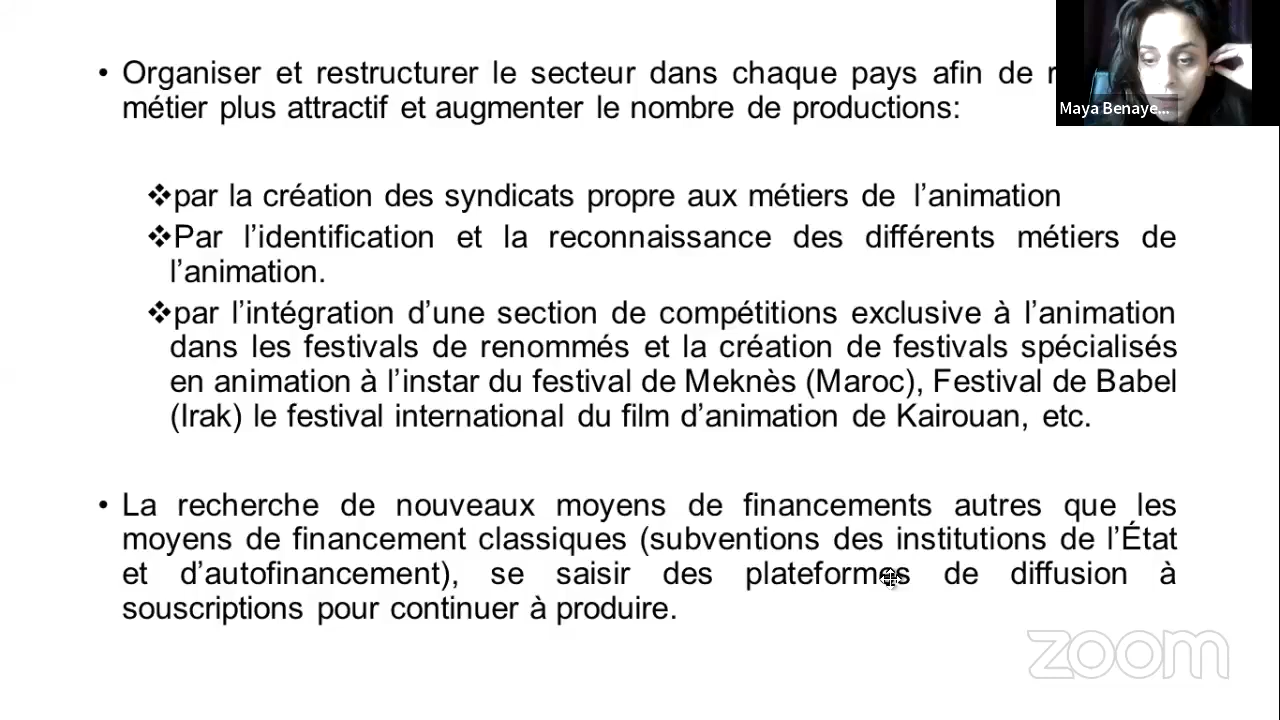 • Organiser et restructurer le secteur dans chaque pays afin de
métier plus attractif et augmenter le nombre de productions:
Maya Benaye...
❖par la création des syndicats propre aux métiers de l’animation
❖Par l’identification et la reconnaissance des différents métiers de
l’animation.
❖par l’intégration d’une section de compétitions exclusive à l’animation
dans les festivals de renommés et la création de festivals spécialisés
en animation à l’instar du festival de Meknès (Maroc), Festival de Babel
(Irak) le festival international du film d’animation de Kairouan, etc.
• La recherche de nouveaux moyens de financements autres que les
moyens de financement classiques (subventions des institutions de l’État
et d’autofinancement), se saisir des plateformes de diffusion à
souscriptions pour continuer à produire.
zoom